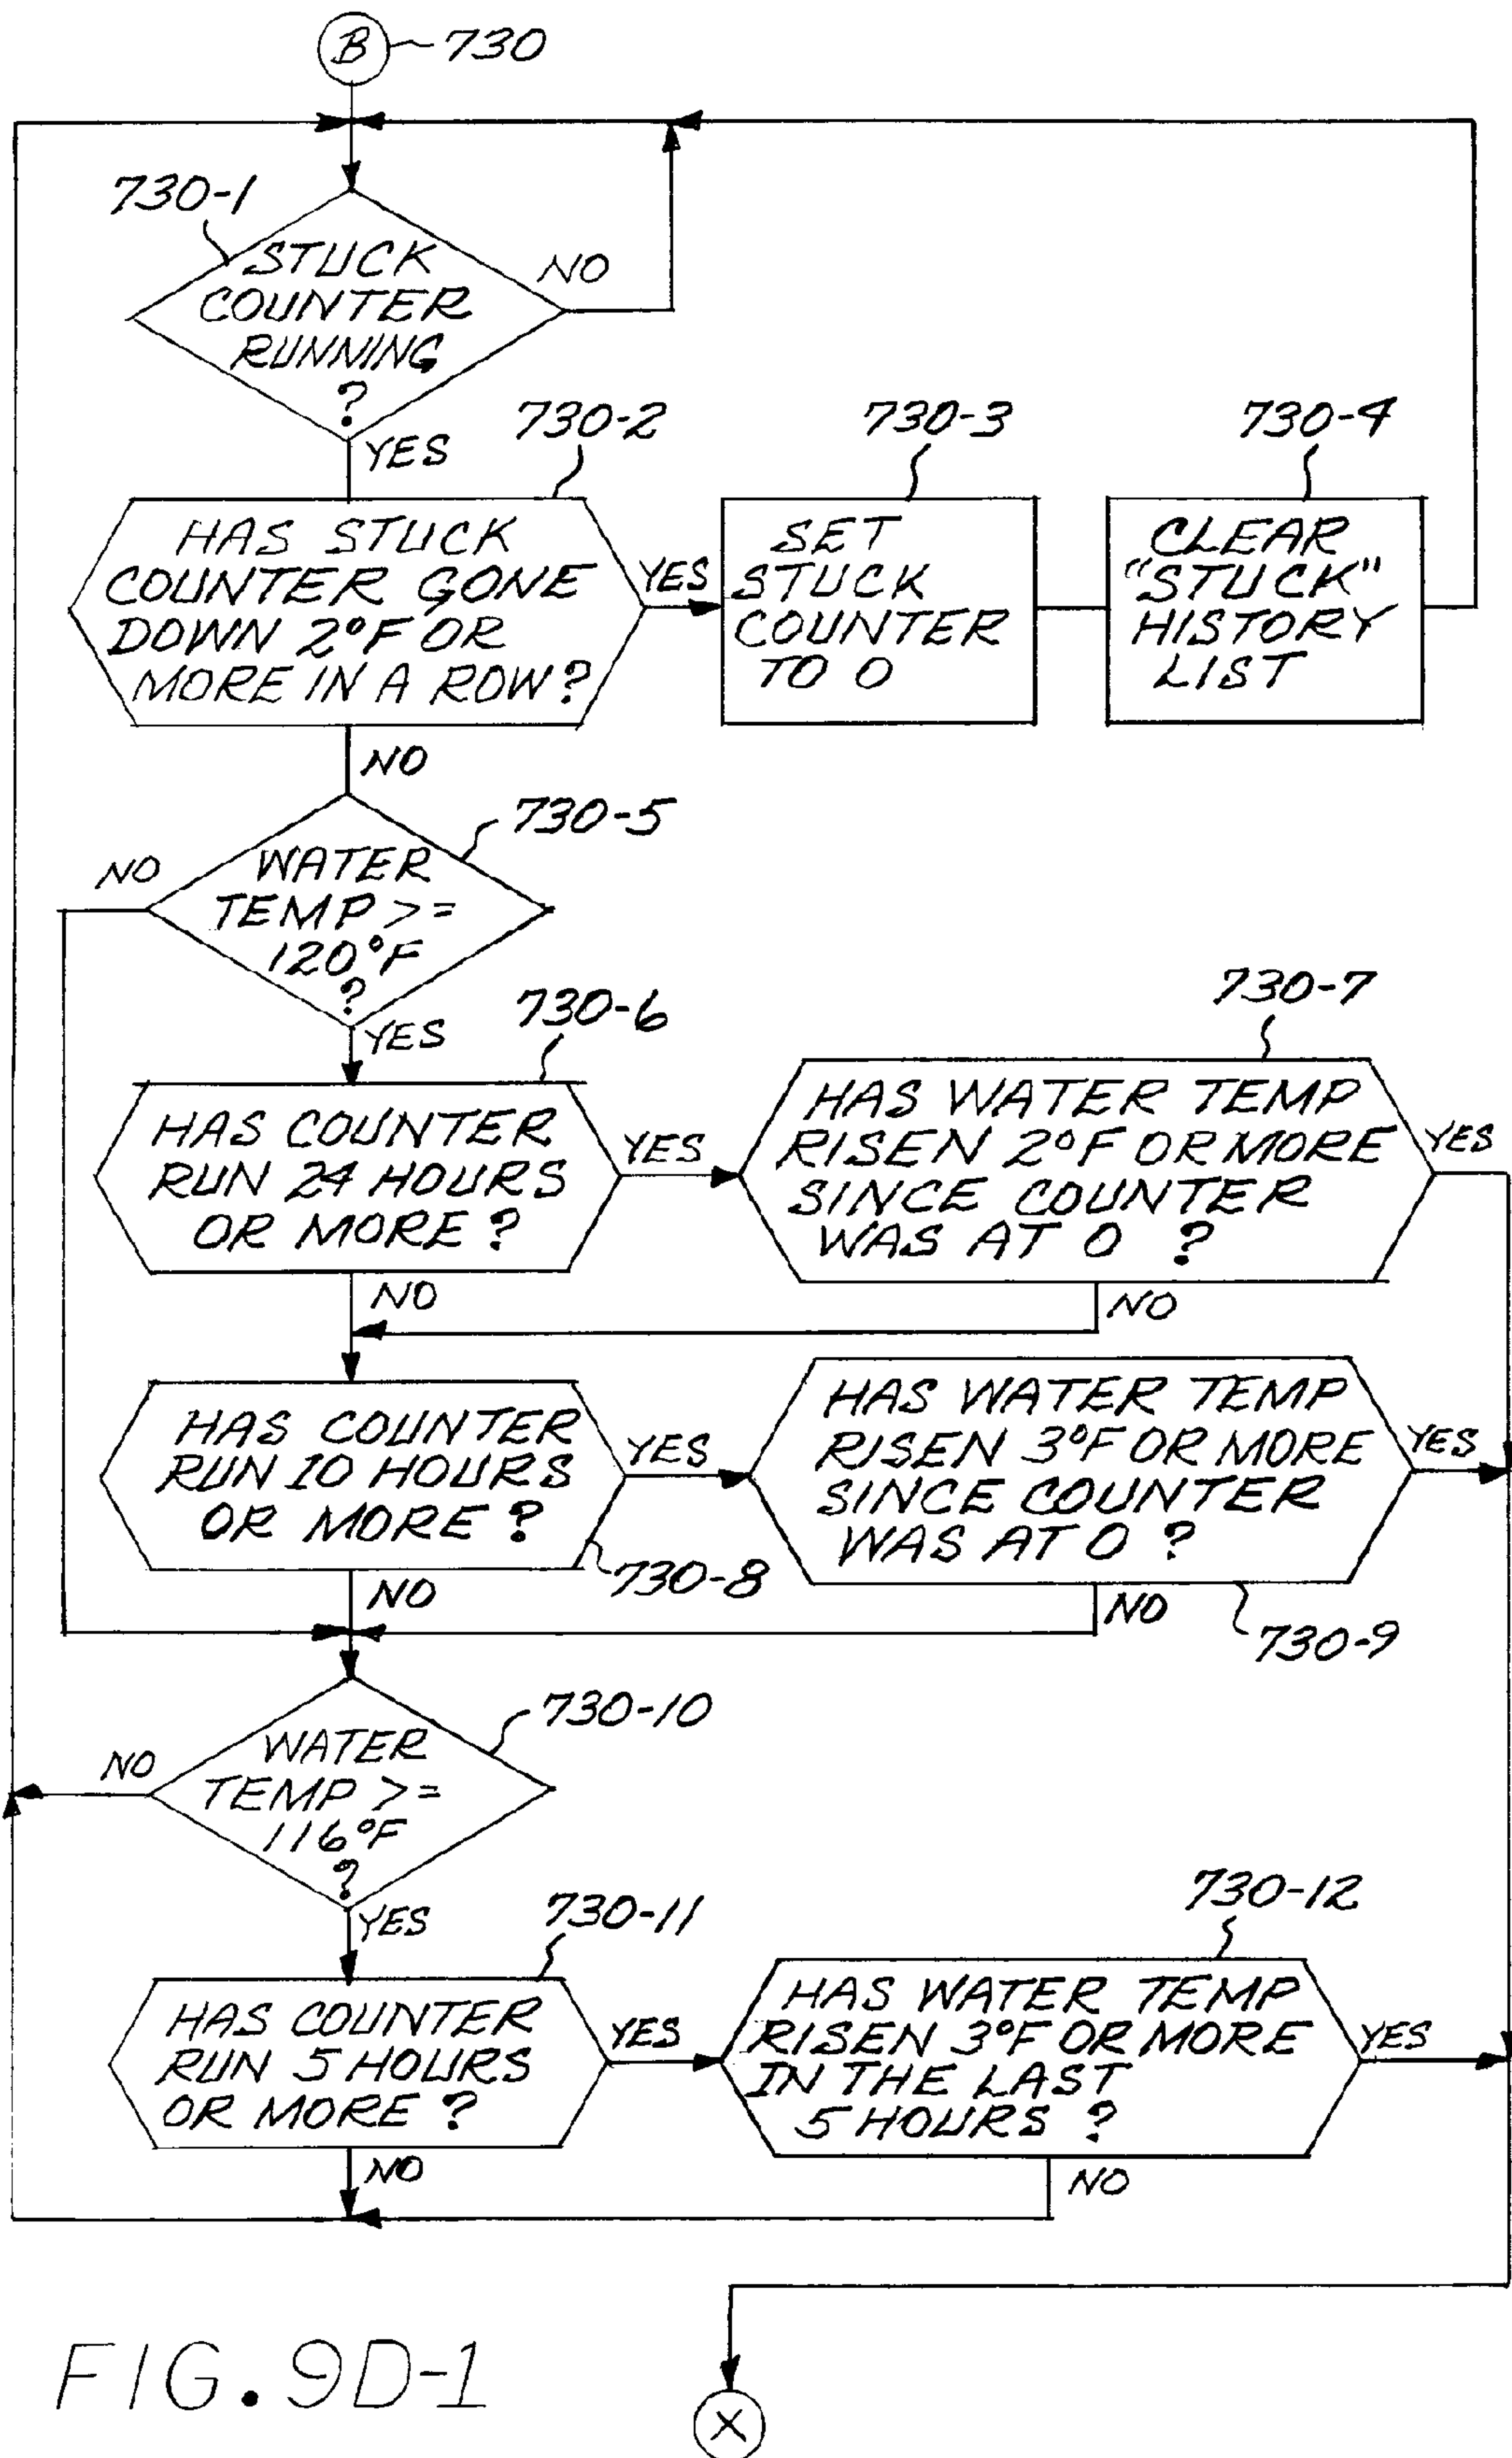 B 730
730-1
STUCK
COUNTER
RUNNING
?
NO
YES
730-2
HAS STUCK
COUNTER GONE
DOWN 2°F OR
MORE IN A ROW?
YES
730-3
SET
STUCK
COUNTER
TO 0
730-4
CLEAR
"STUCK"
HISTORY
LIST
NO
730-5
NO
WATER
TEMP >=
120°F
?
YES
730-6
HAS COUNTER
RUN 24 HOURS
OR MORE ?
YES
730-7
HAS WATER TEMP
RISEN 2°F OR MORE
SINCE COUNTER
WAS AT 0 ?
YES
NO
NO
HAS COUNTER
RUN 10 HOURS
OR MORE ?
YES
730-8
HAS WATER TEMP
RISEN 3°F OR MORE
SINCE COUNTER
WAS AT 0 ?
YES
NO
NO
730-9
730-10
NO
WATER
TEMP >=
116°F
?
YES
730-11
HAS COUNTER
RUN 5 HOURS
OR MORE ?
YES
730-12
HAS WATER TEMP
RISEN 3°F OR MORE
IN THE LAST
5 HOURS ?
YES
NO
NO
FIG. 9D-1
X